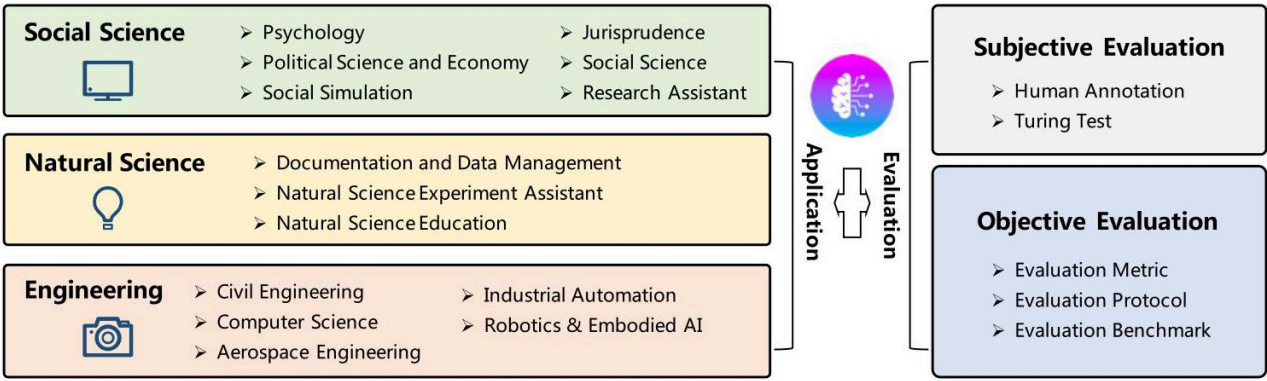 Social Science
➢ Psychology
➢ Political Science and Economy
➢ Social Simulation
➢ Jurisprudence
➢ Social Science
➢ Research Assistant
Natural Science
➢ Documentation and Data Management
➢ Natural Science Experiment Assistant
➢ Natural Science Education
Engineering
➢ Civil Engineering
➢ Computer Science
➢ Aerospace Engineering
➢ Industrial Automation
➢ Robotics & Embodied AI
Application
Evaluation
Subjective Evaluation
➢ Human Annotation
➢ Turing Test
Objective Evaluation
➢ Evaluation Metric
➢ Evaluation Protocol
➢ Evaluation Benchmark